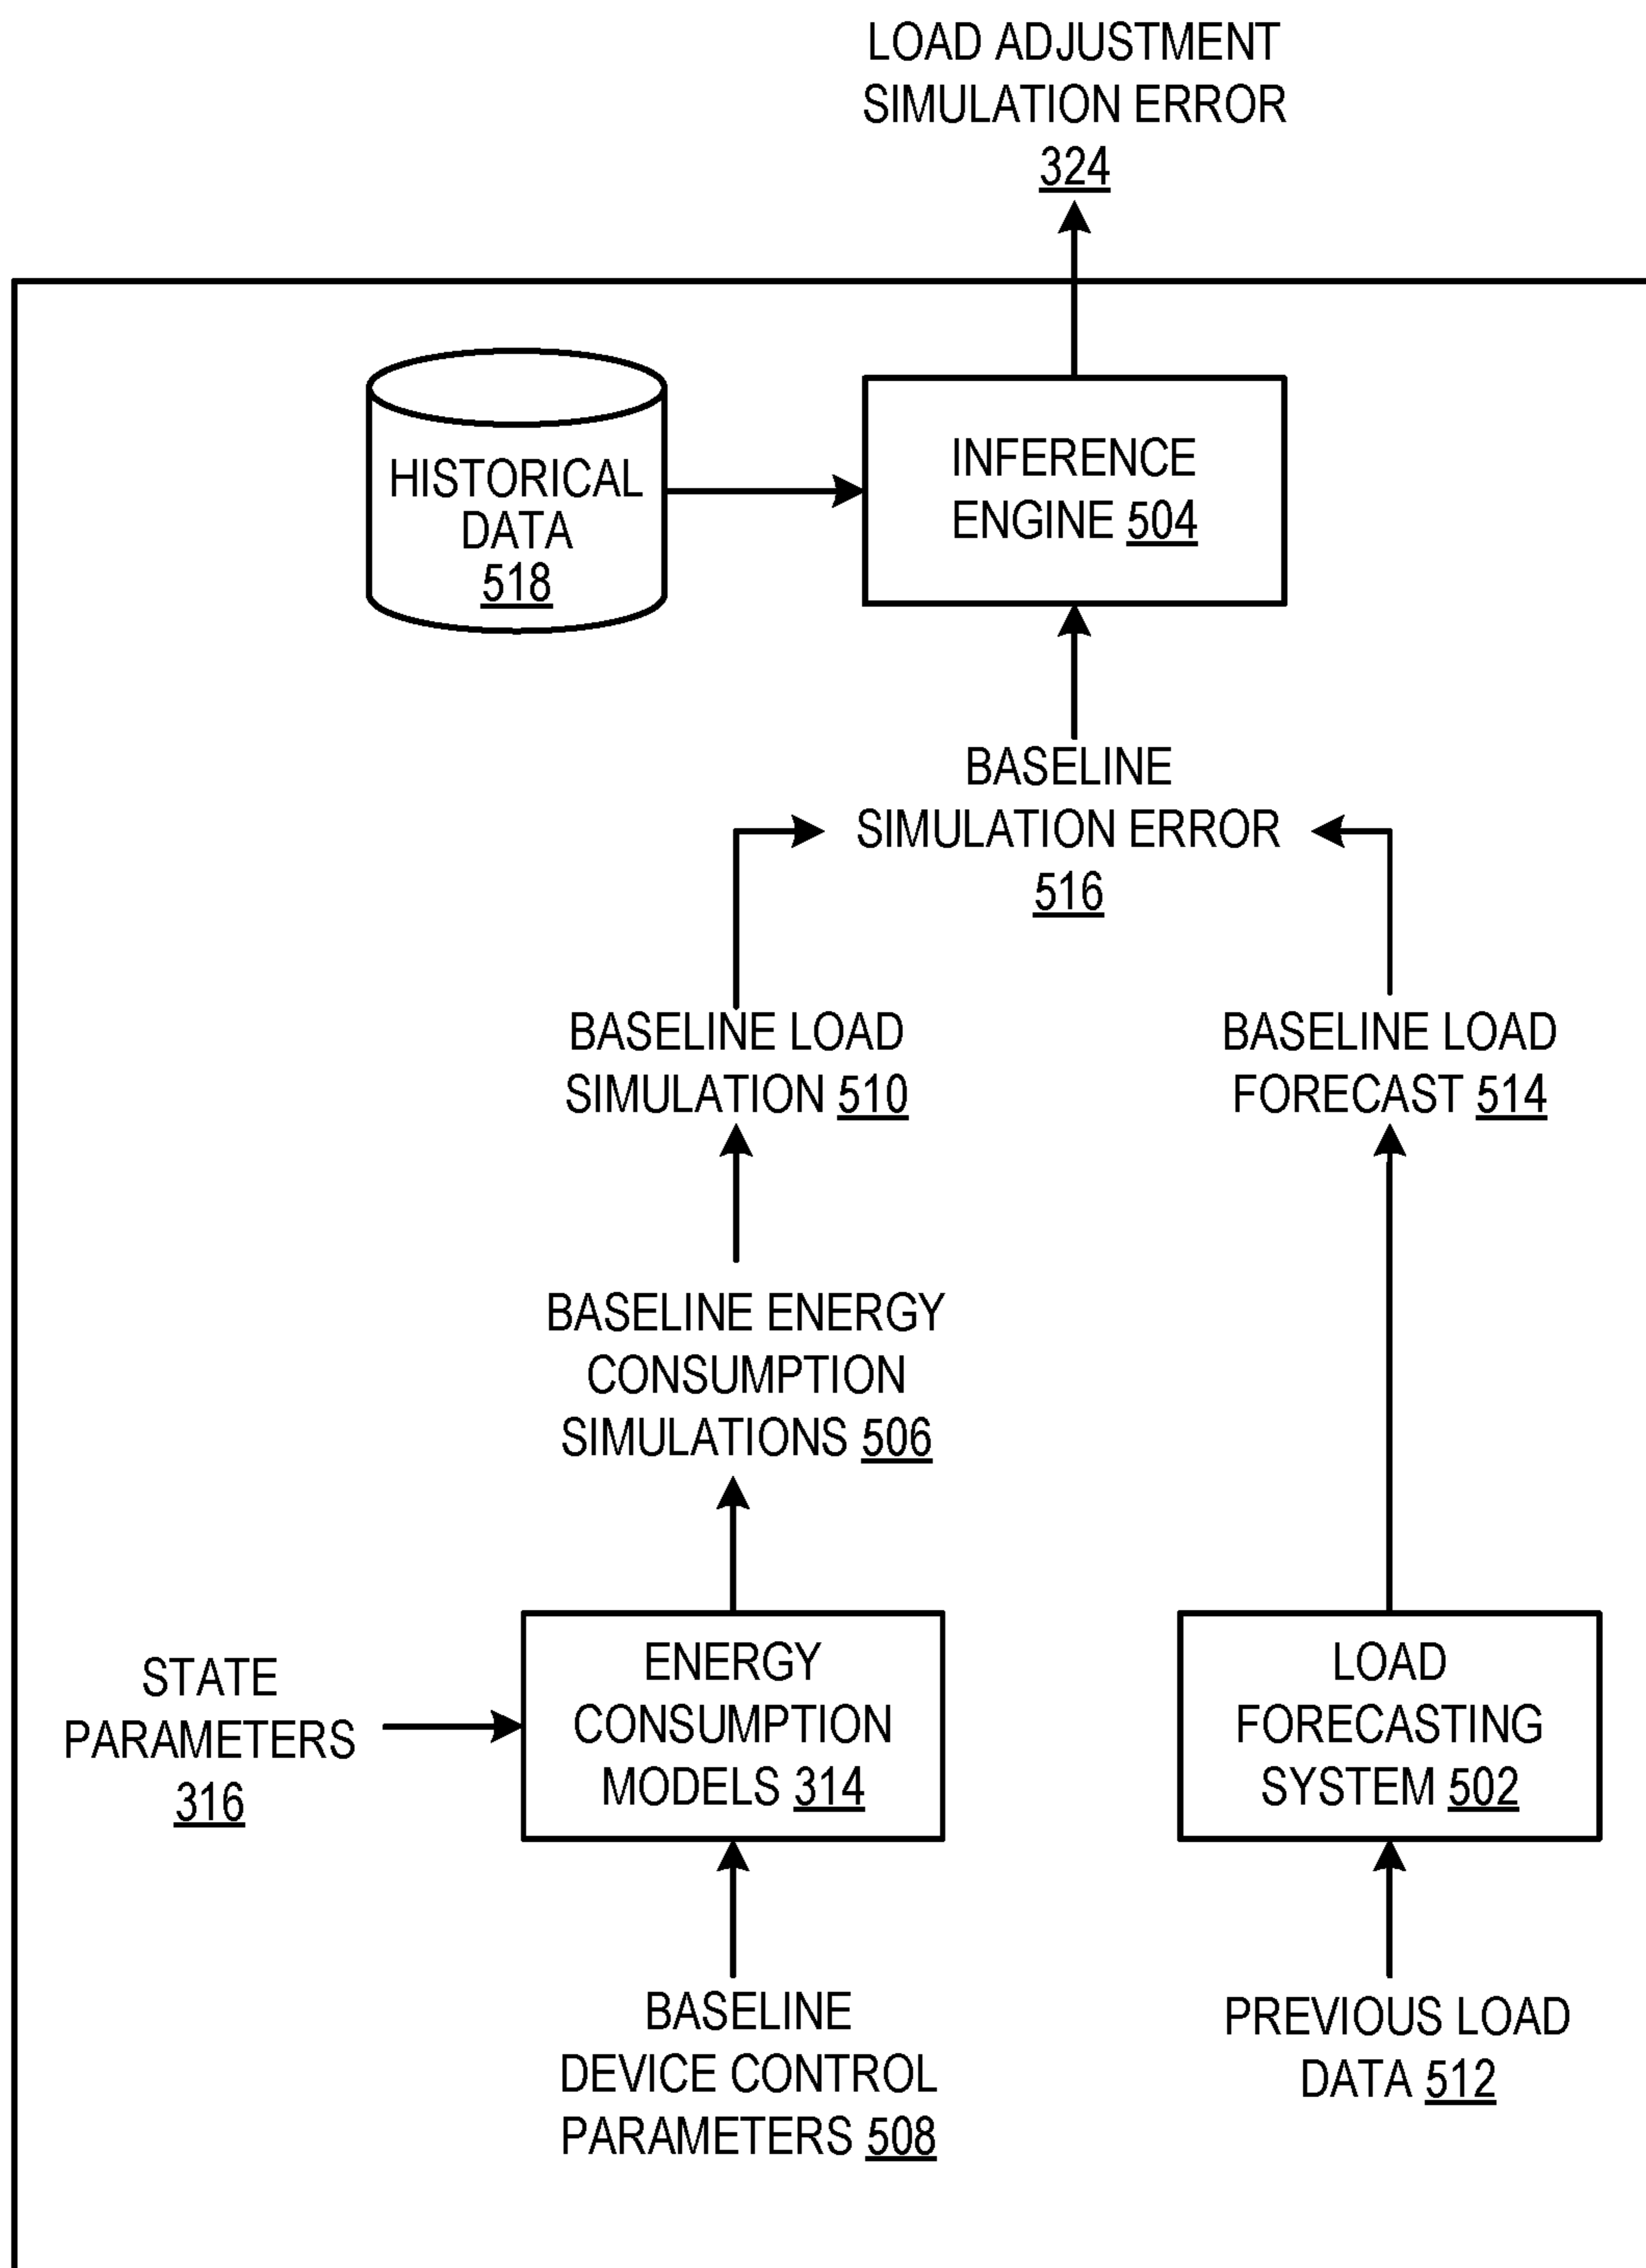 LOAD ADJUSTMENT
SIMULATION ERROR
324
HISTORICAL
DATA
518
INFERENCE
ENGINE 504
BASELINE
SIMULATION ERROR
516
BASELINE LOAD
SIMULATION 510
BASELINE LOAD
FORECAST 514
BASELINE ENERGY
CONSUMPTION
SIMULATIONS 506
STATE
PARAMETERS
316
ENERGY
CONSUMPTION
MODELS 314
LOAD
FORECASTING
SYSTEM 502
BASELINE
DEVICE CONTROL
PARAMETERS 508
PREVIOUS LOAD
DATA 512